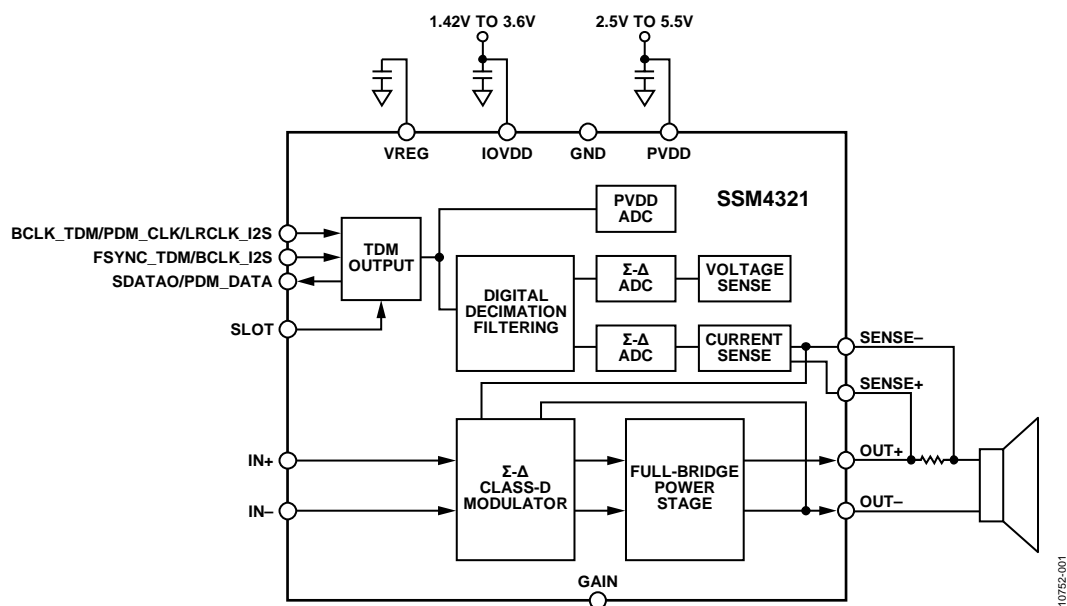 1.42V TO 3.6V
2.5V TO 5.5V
VREG
IOVDD
GND
PVDD
SSM4321
PVDD
ADC
BCLK_TDM/PDM_CLK/LRCLK_I2S
FSYNC_TDM/BCLK_I2S
SDATAO/PDM_DATA
SLOT
TDM
OUTPUT
DIGITAL
DECIMATION
FILTERING
Σ-Δ
ADC
VOLTAGE
SENSE
Σ-Δ
ADC
CURRENT
SENSE
SENSE–
SENSE+
IN+
IN–
Σ-Δ
CLASS-D
MODULATOR
FULL-BRIDGE
POWER
STAGE
OUT+
OUT–
GAIN
10752-001